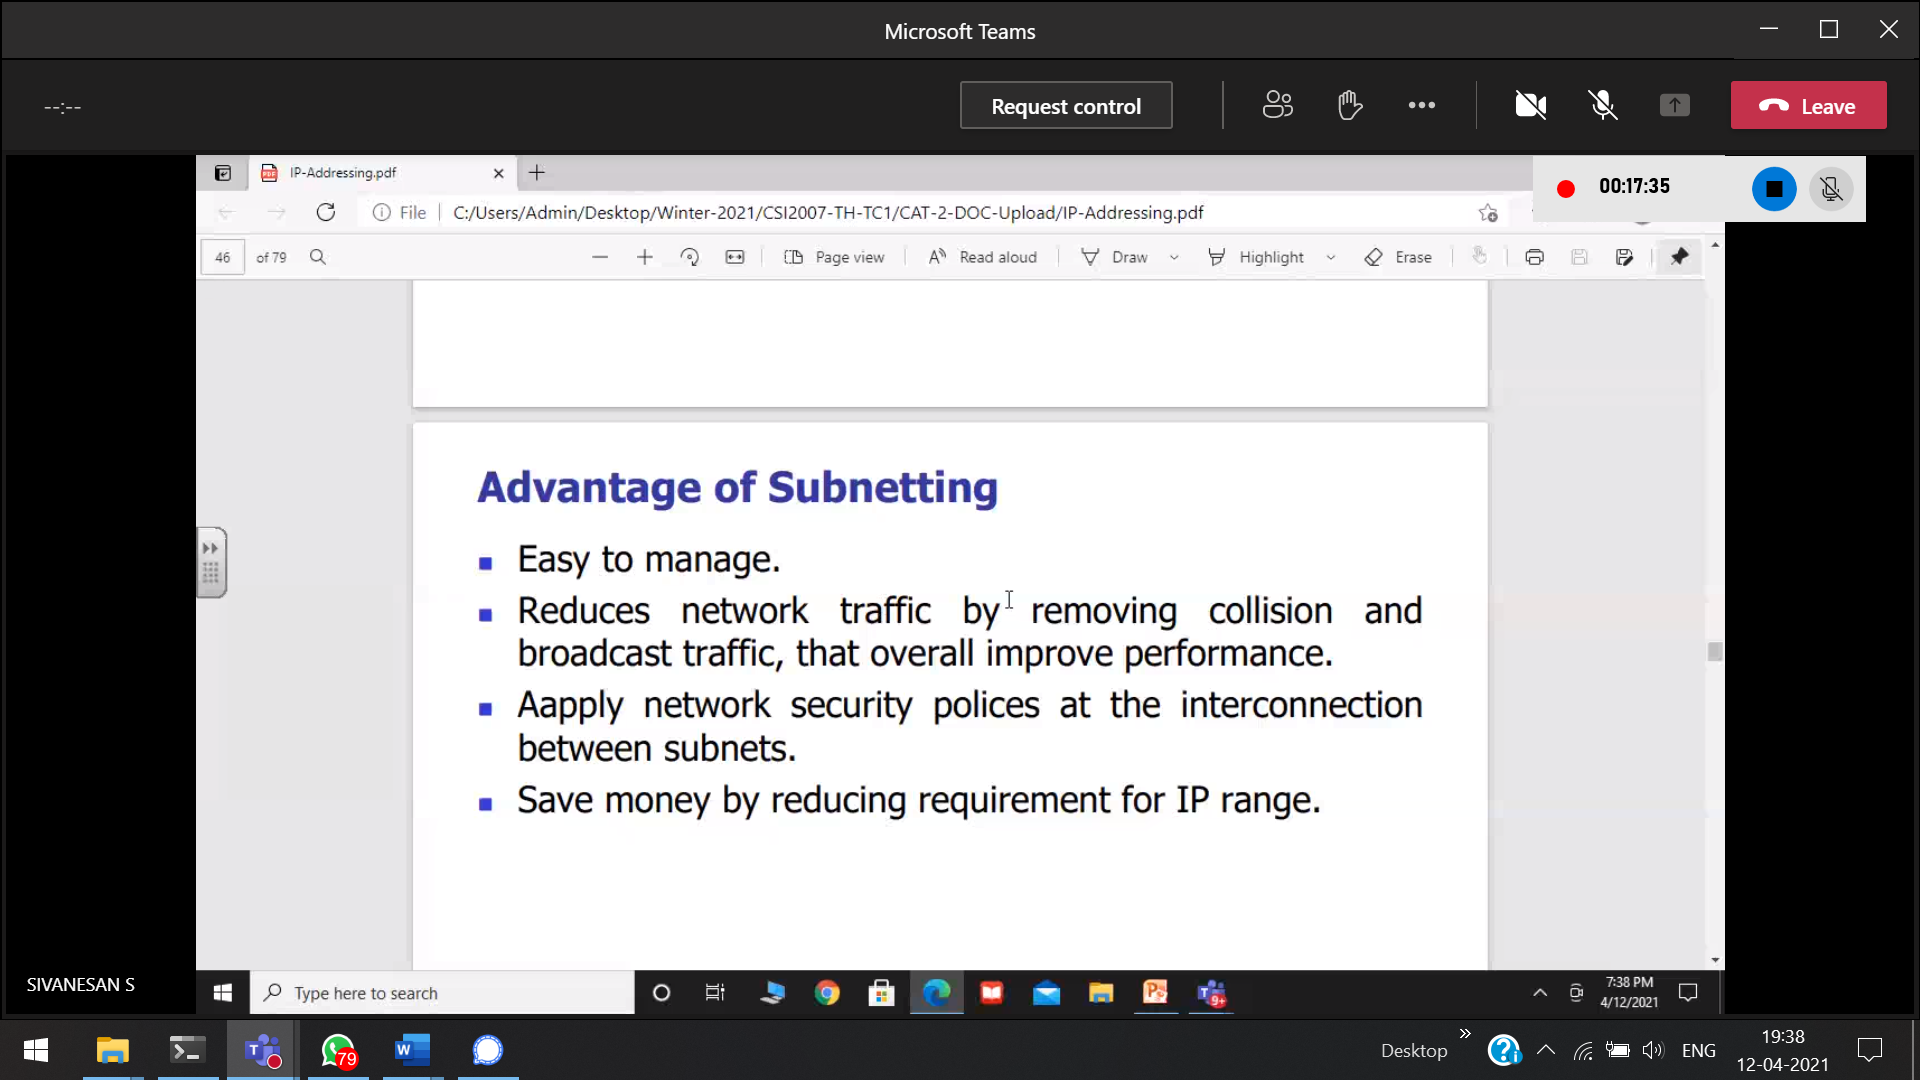 Microsoft Teams
--:--
Request control
Leave
IP-Addressing.pdf
00:17:35
File
C:/Users/Admin/Desktop/Winter-2021/CSI2007-TH-TC1/CAT-2-DOC-Upload/IP-Addressing.pdf
46 of 79
Page view
Read aloud
Draw
Highlight
Erase
Advantage of Subnetting
Easy to manage.
Reduces network traffic by removing collision and
broadcast traffic, that overall improve performance.
Aapply network security polices at the interconnection
between subnets.
Save money by reducing requirement for IP range.
SIVANESAN S
Type here to search
9+
7:38 PM
4/12/2021
79
Desktop
ENG
19:38
12-04-2021